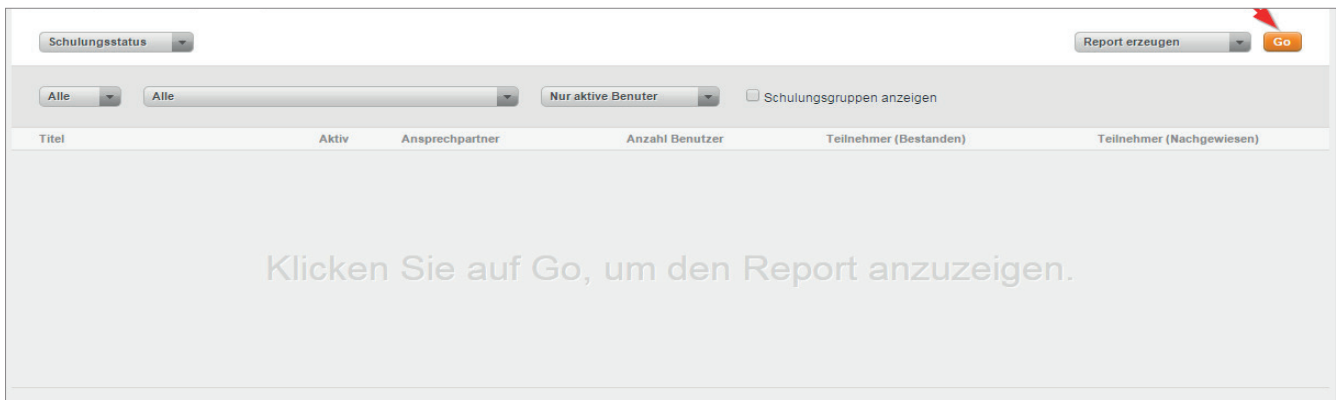 Schulungsstatus Report erzeugen Go
Alle Alle Nur aktive Benuter Schulungsgruppen anzeigen
Titel Aktiv Ansprechpartner Anzahl Benutzer Teilnehmer (Bestanden) Teilnehmer (Nachgewiesen)
Klicken Sie auf Go, um den Report anzuzeigen.